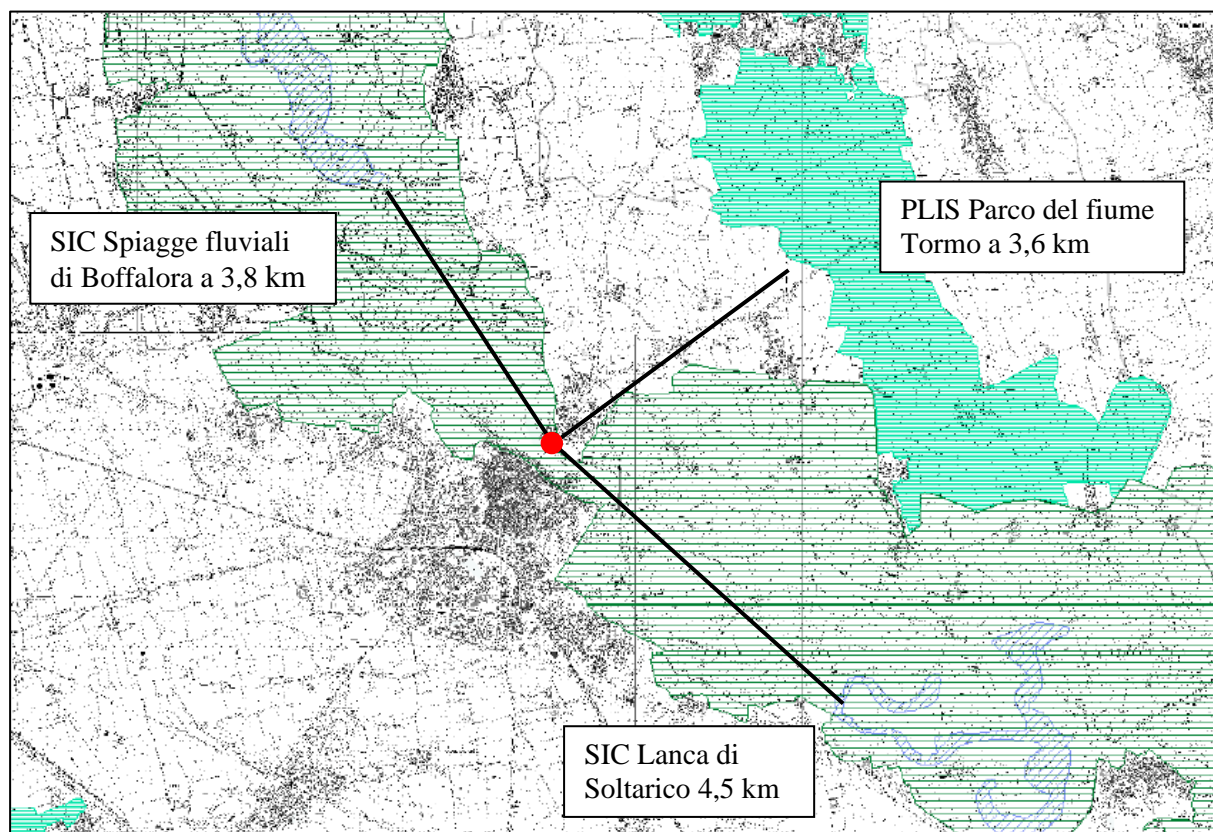 SIC Spiagge fluviali
di Boffalora a 3,8 km
PLIS Parco del fiume
Tormo a 3,6 km
SIC Lanca di
Soltarico 4,5 km